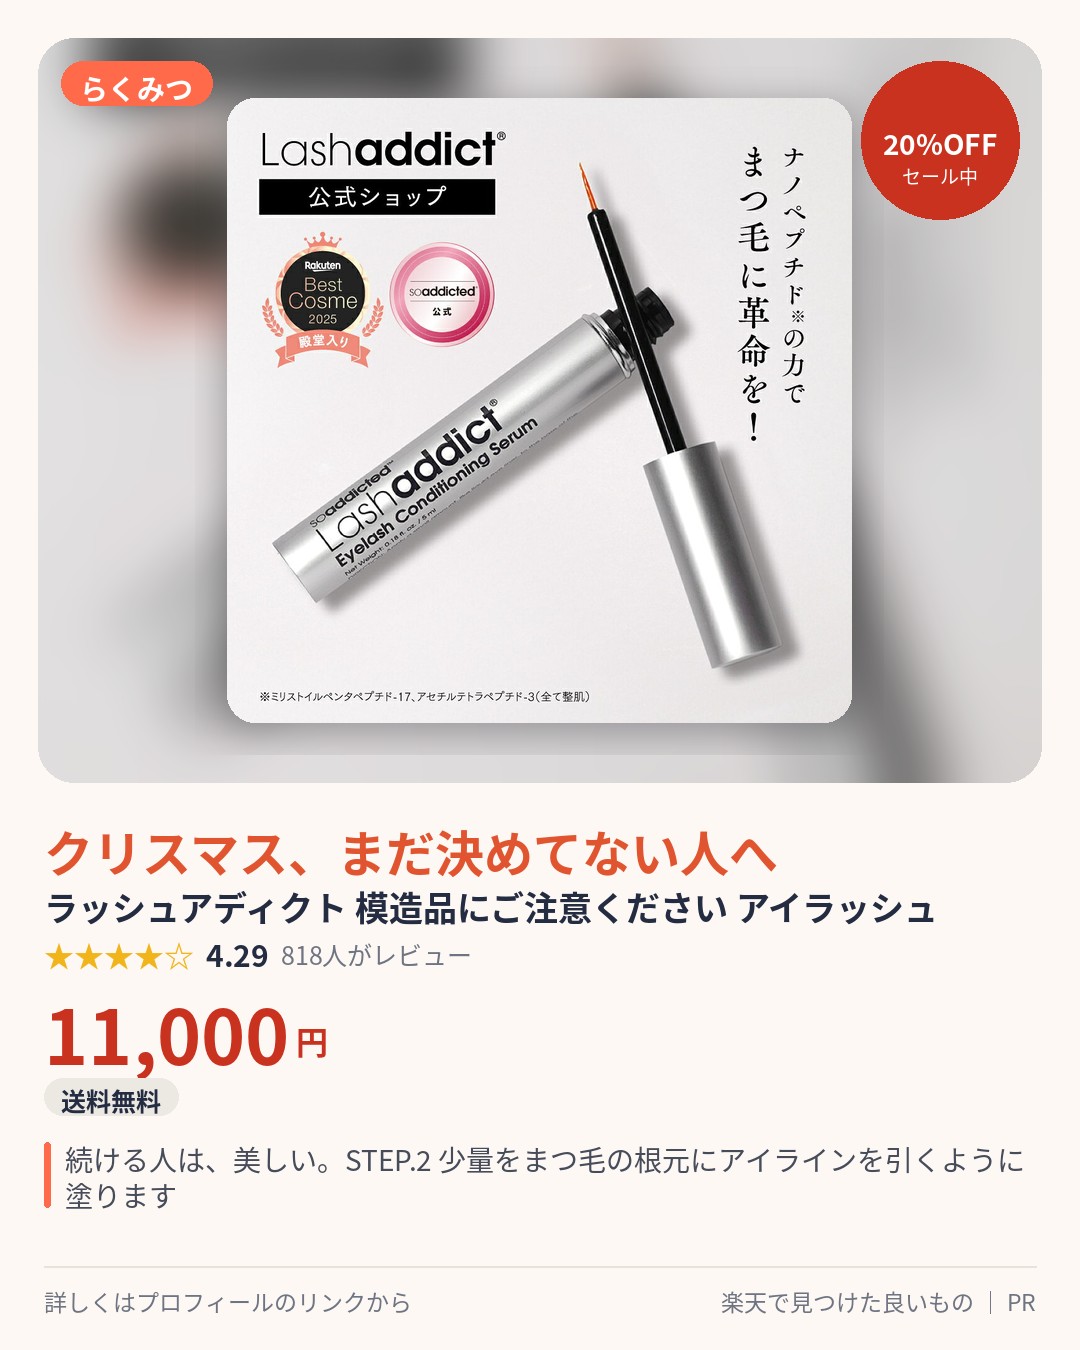 らくみつ
20%OFF
セール中
Lashaddict®
公式ショップ
Rakuten
Best
Cosme
2025
殿堂入り
soaddicted
公式
ナノペプチド※の力で
まつ毛に革命を!
soaddicted™
Lashaddict®
Eyelash Conditioning Serum
※ミリストイルペンタペプチド-17、アセチルテトラペプチド-3(全て整肌)
クリスマス、まだ決めてない人へ
ラッシュアディクト 模造品にご注意ください アイラッシュ
★★★★☆ 4.29 818人がレビュー
11,000円
送料無料
続ける人は、美しい。STEP.2 少量をまつ毛の根元にアイラインを引くように
塗ります
詳しくはプロフィールのリンクから
楽天で見つけた良いもの | PR